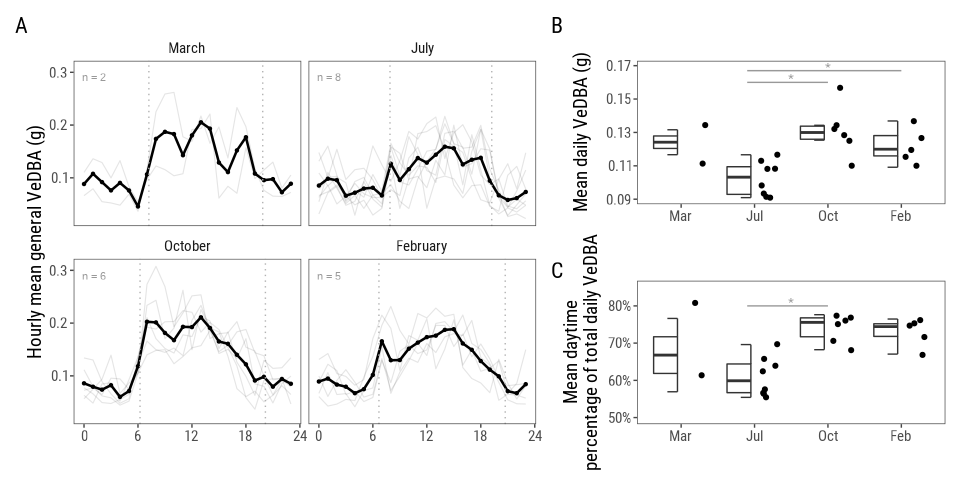 A
Hourly mean general VeDBA (g)
March
July
n = 2
n = 8
0.3
0.2
0.1
October
February
n = 6
n = 5
0.3
0.2
0.1
0 6 12 18 24
0 6 12 18 24
B
Mean daily VeDBA (g)
0.17
0.15
0.13
0.11
0.09
*
*
Mar Jul Oct Feb
C
Mean daytime
percentage of total daily VeDBA
80%
70%
60%
50%
*
Mar Jul Oct Feb